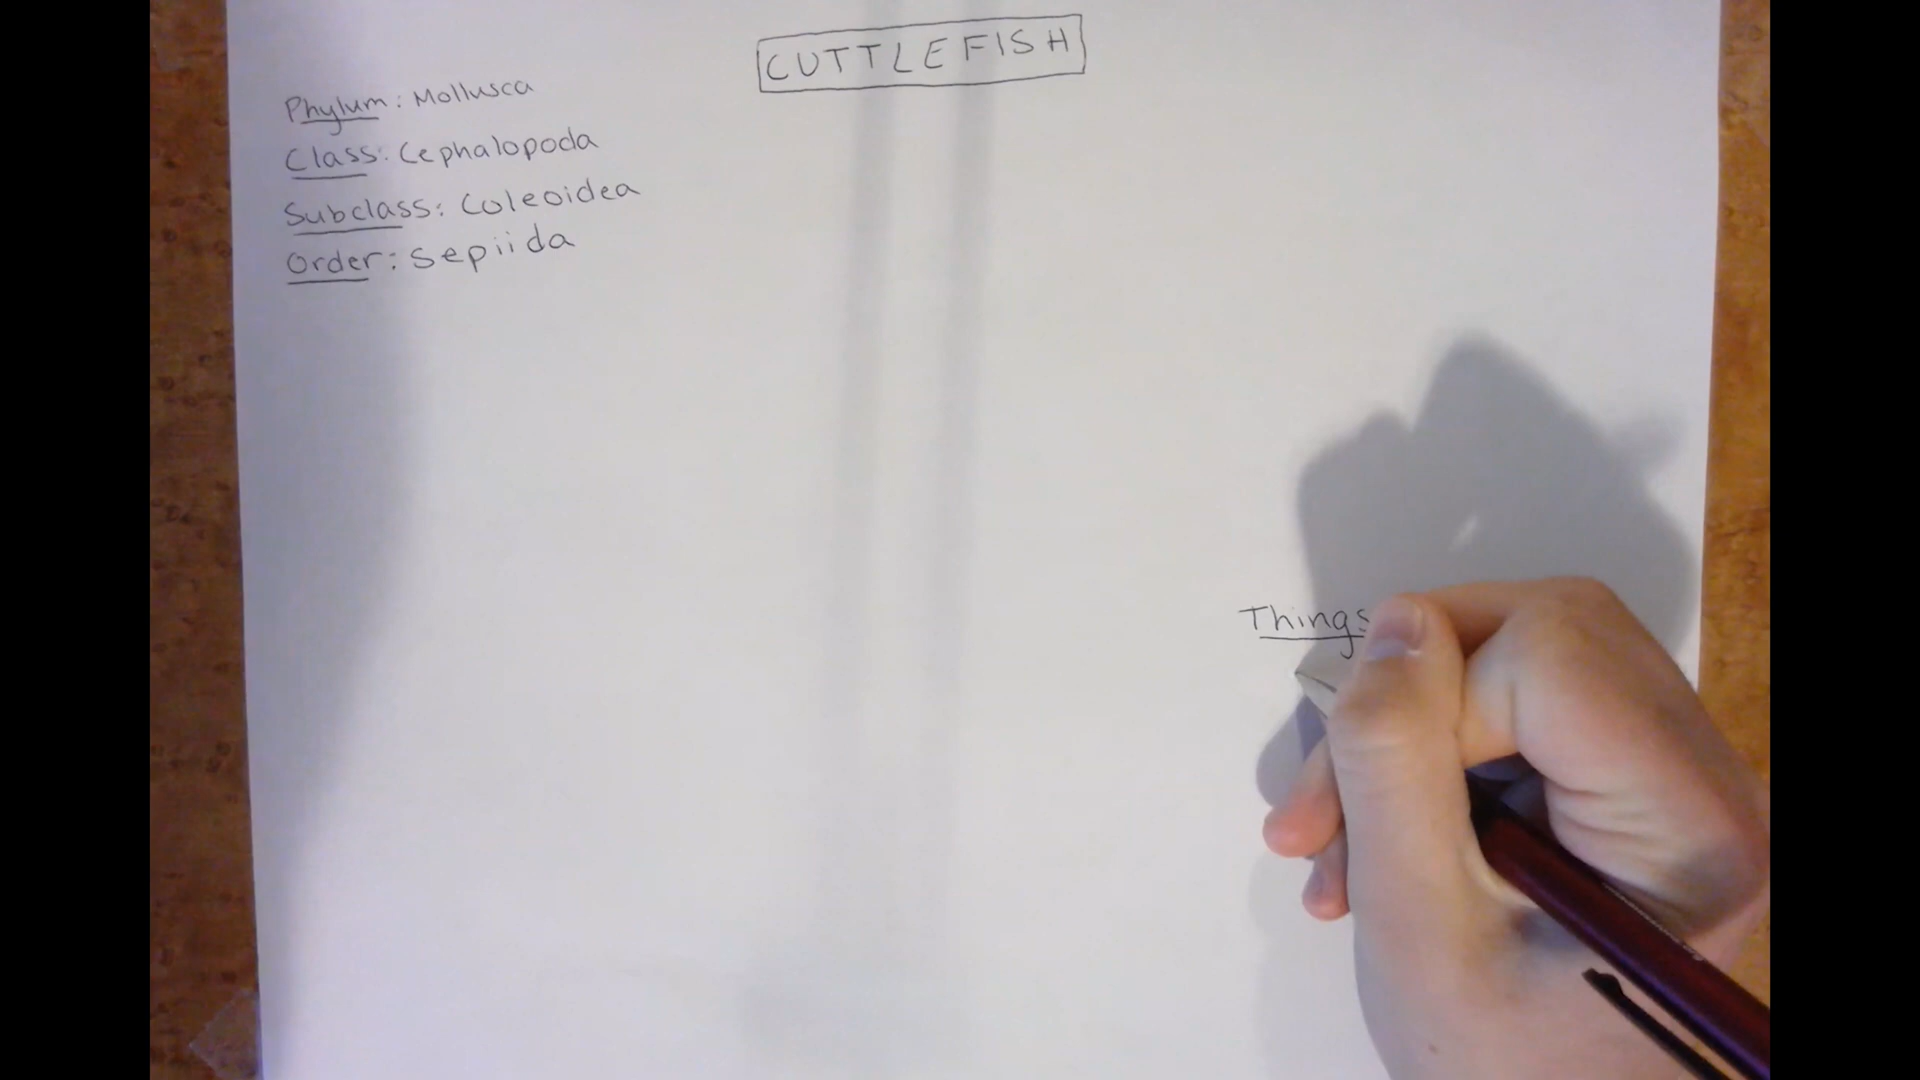 CUTTLEFISH
Phylum: Mollusca
Class: Cephalopoda
Subclass: Coleoidea
Order: Sepiida
Things